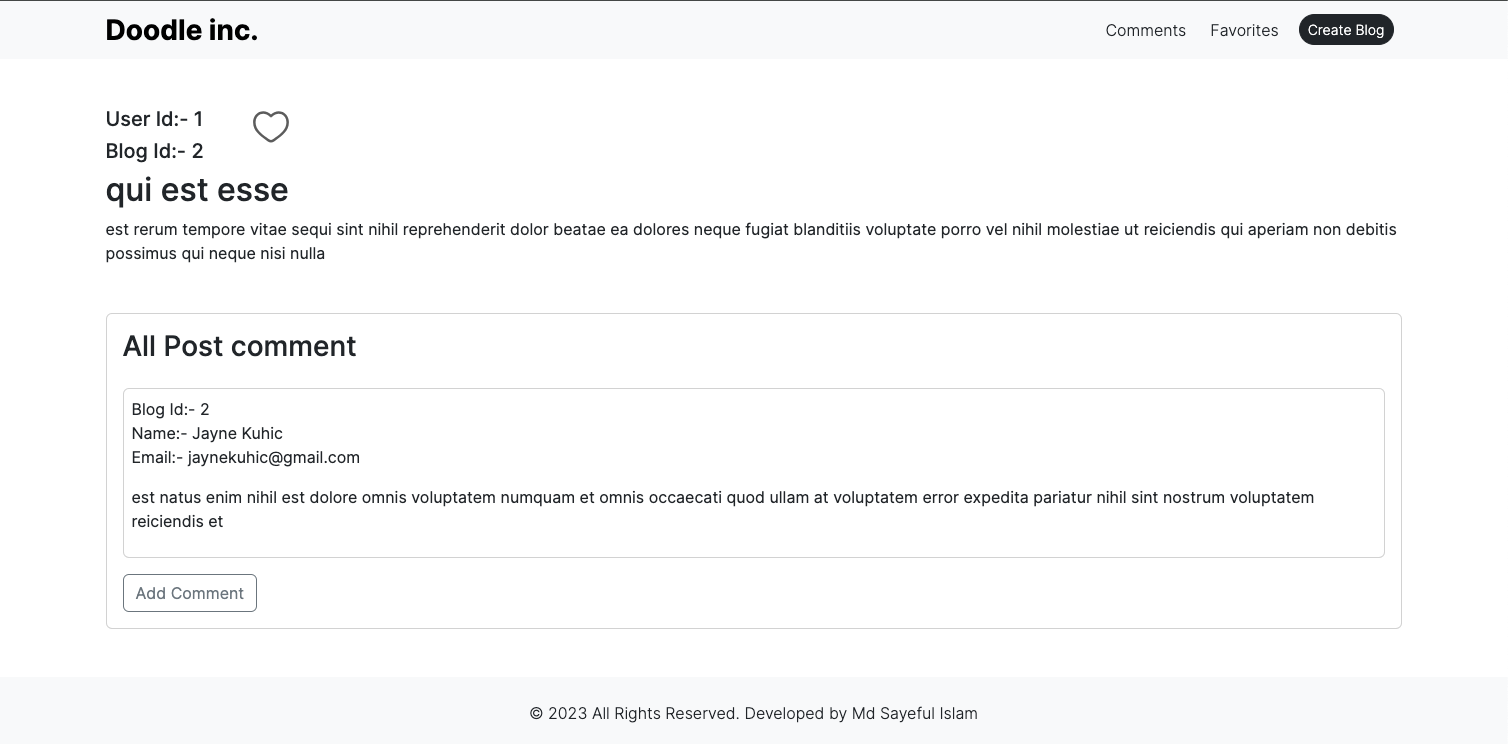 Doodle inc.
Comments Favorites Create Blog
User Id:- 1
Blog Id:- 2
qui est esse
est rerum tempore vitae sequi sint nihil reprehenderit dolor beatae ea dolores neque fugiat blanditiis voluptate porro vel nihil molestiae ut reiciendis qui aperiam non debitis
possimus qui neque nisi nulla
All Post comment
Blog Id:- 2
Name:- Jayne Kuhic
Email:- jaynekuhic@gmail.com
est natus enim nihil est dolore omnis voluptatem numquam et omnis occaecati quod ullam at voluptatem error expedita pariatur nihil sint nostrum voluptatem
reiciendis et
Add Comment
© 2023 All Rights Reserved. Developed by Md Sayeful Islam